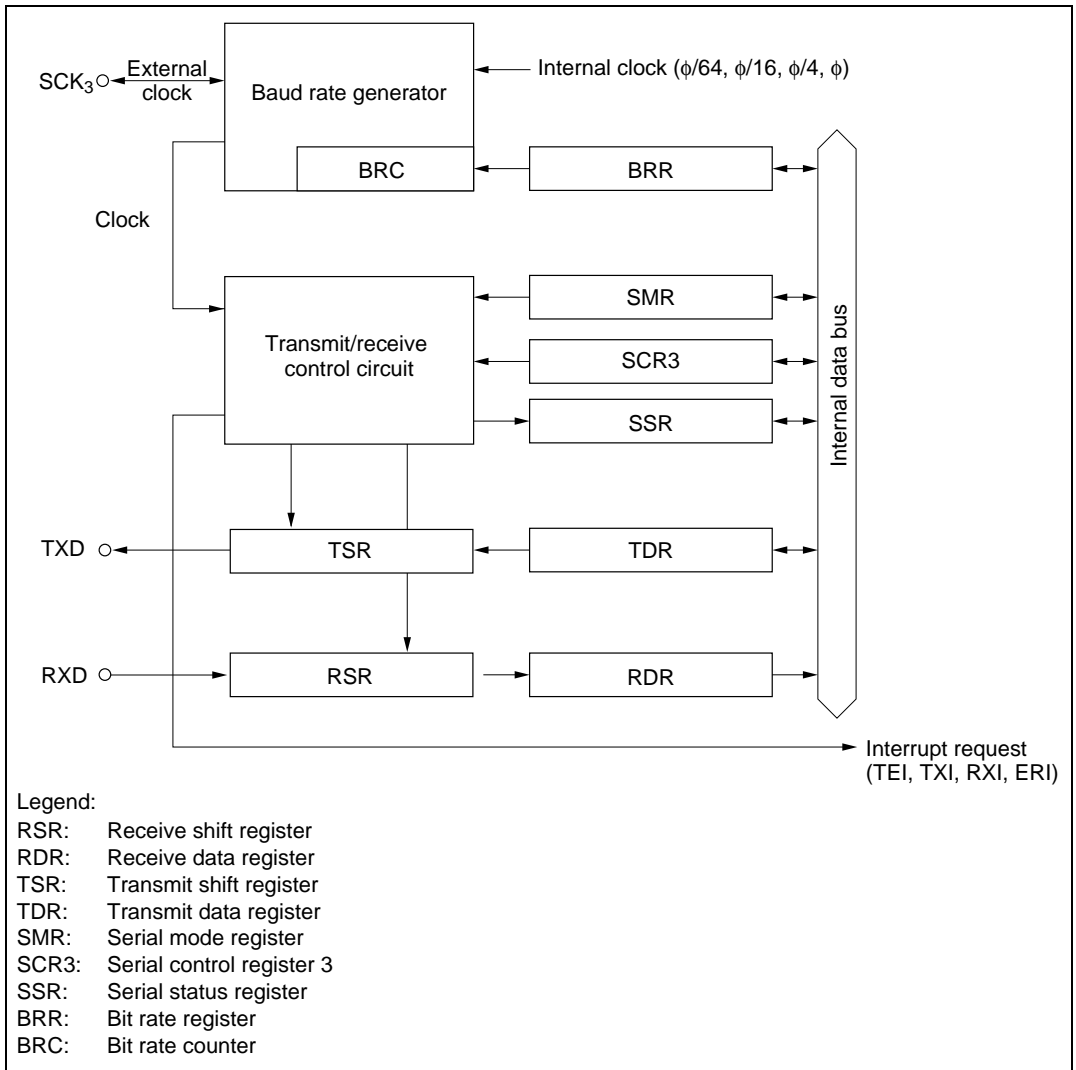 SCK3
External
clock
Baud rate generator
Internal clock (ϕ/64, ϕ/16, ϕ/4, ϕ)
BRC
BRR
Clock
Transmit/receive
control circuit
SMR
SCR3
SSR
Internal data bus
TXD
TSR
TDR
RXD
RSR
RDR
Interrupt request
(TEI, TXI, RXI, ERI)
Legend:
RSR: Receive shift register
RDR: Receive data register
TSR: Transmit shift register
TDR: Transmit data register
SMR: Serial mode register
SCR3: Serial control register 3
SSR: Serial status register
BRR: Bit rate register
BRC: Bit rate counter